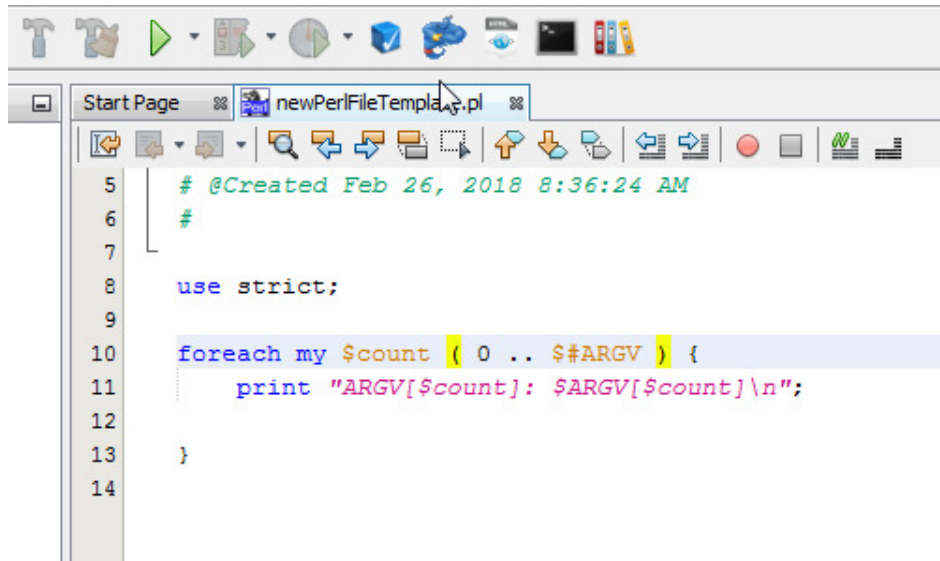 Start Page
newPerlFileTemplate.pl
5 # @Created Feb 26, 2018 8:36:24 AM
6 #
7
8 use strict;
9
10 foreach my $count ( 0 .. $#ARGV ) {
11 print "ARGV[$count]: $ARGV[$count]\n";
12
13 }
14